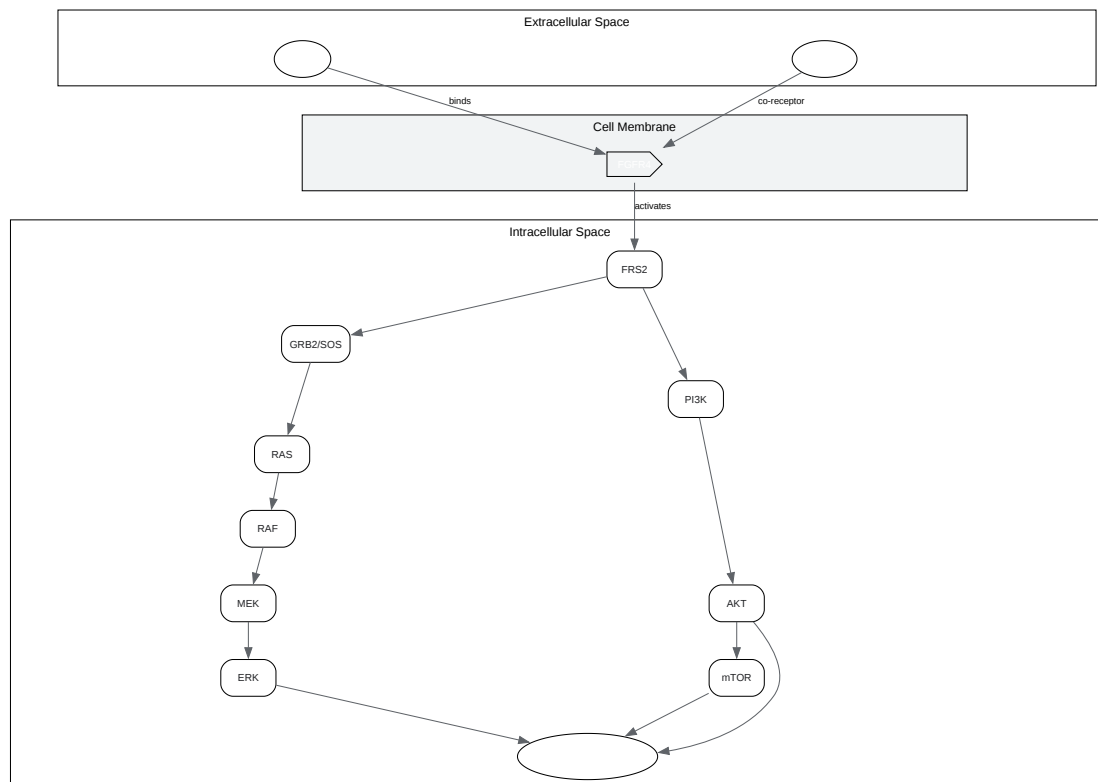 Extracellular Space
binds
co-receptor
Cell Membrane
activates
Intracellular Space
FRS2
GRB2/SOS
PI3K
RAS
RAF
MEK
AKT
ERK
mTOR